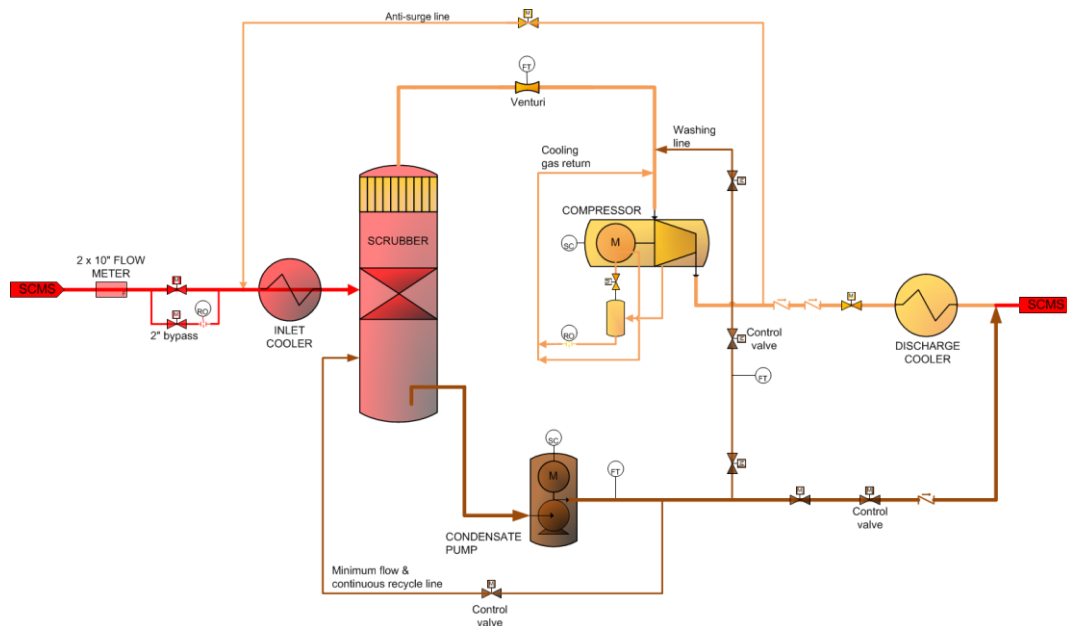 Anti-surge line
M
FT
Venturi
Washing
line
Cooling
gas return
E
COMPRESSOR
SCRUBBER
SC
M
2 x 10" FLOW
METER
M
SCMS
M
RO
2" bypass
INLET
COOLER
M
M
SCMS
RO
E
Control
valve
DISCHARGE
COOLER
FT
SC
M
FT
E
M
M
Control
valve
CONDENSATE
PUMP
Minimum flow &
continuous recycle line
M
Control
valve